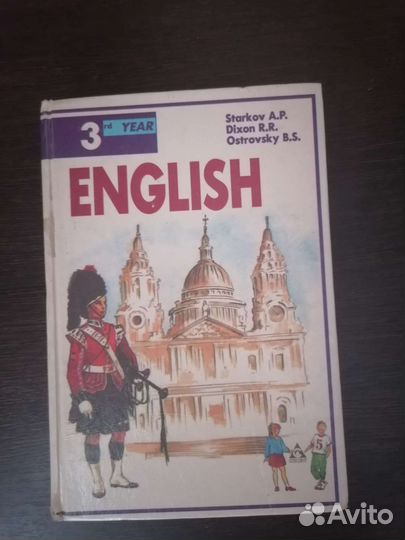 3rd YEAR
Starkov A.P.
Dixon R.R.
Ostrovsky B.S.
ENGLISH
5
Avito